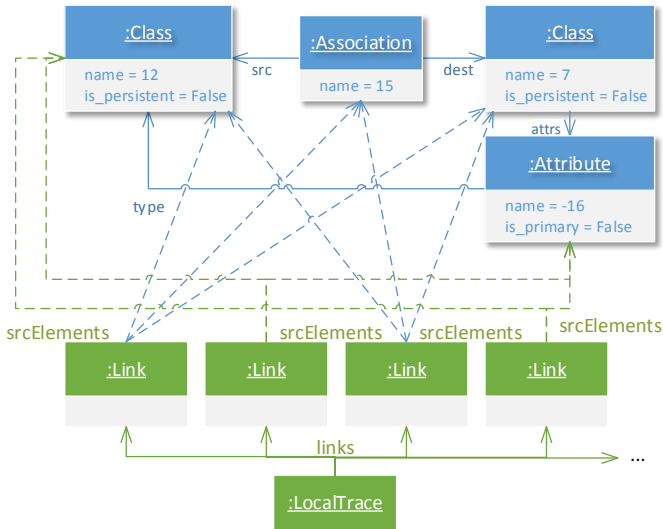 :Class
:Association
:Class
name = 12
is_persistent = False
src
name = 15
dest
name = 7
is_persistent = False
attrs
:Attribute
type
name = -16
is_primary = False
srcElements
srcElements
srcElements
srcElements
:Link
:Link
:Link
:Link
links
...
:LocalTrace